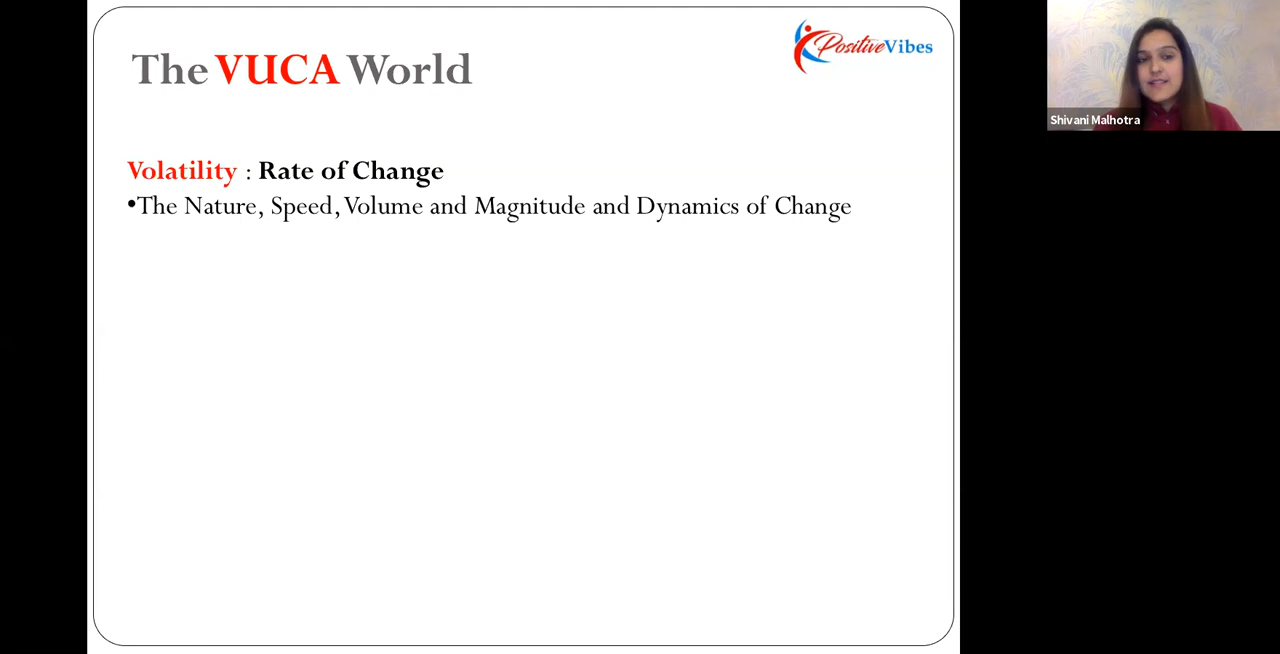 The VUCA World
PositiveVibes
Shivani Malhotra
Volatility : Rate of Change
•The Nature, Speed, Volume and Magnitude and Dynamics of Change